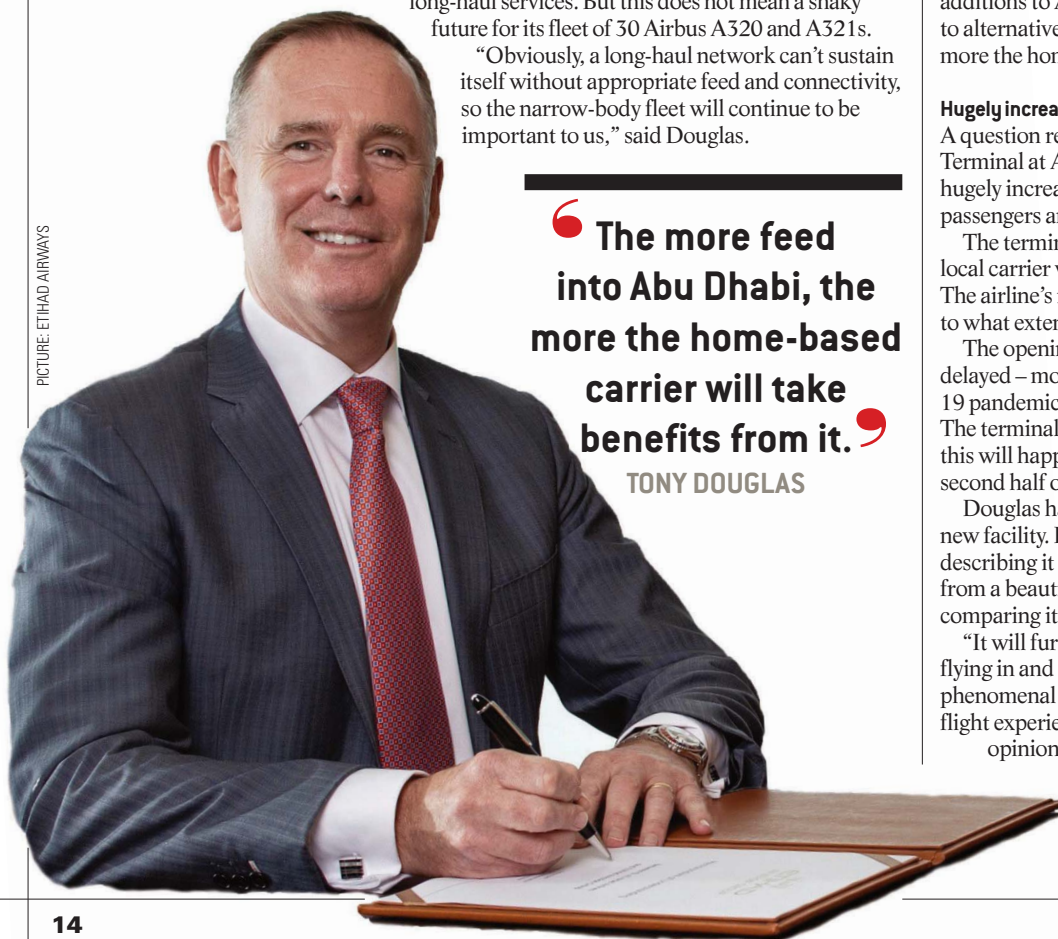 long-haul services. But this does not mean a shaky
future for its fleet of 30 Airbus A320 and A321s.
“Obviously, a long-haul network can’t sustain
itself without appropriate feed and connectivity,
so the narrow-body fleet will continue to be
important to us,” said Douglas.
PICTURE: ETIHAD AIRWAYS
‘The more feed
into Abu Dhabi, the
more the home-based
carrier will take
benefits from it.’
TONY DOUGLAS
additions to A
to alternative
more the hom
Hugely increa
A question re
Terminal at A
hugely increa
passengers
The termin
local carrier
The airline’s
to what
The openin
delayed – mo
19 pandemic
The terminal
this will happ
second half o
Douglas ha
new facility.
describing it
from a beaut
comparing it
“It will fur
flying in and
phenomenal
flight experie
opinion
14